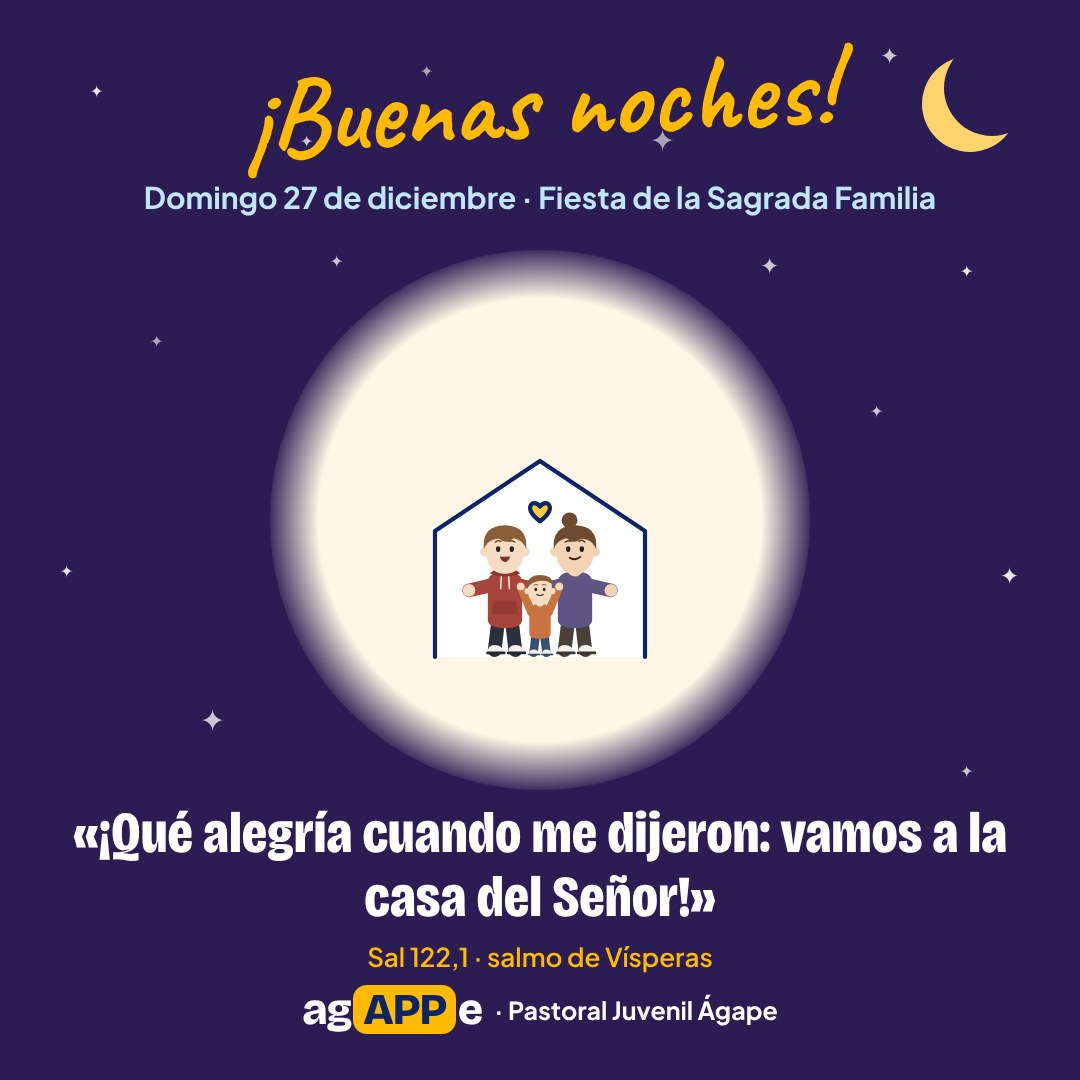 ¡Buenas noches!
Domingo 27 de diciembre · Fiesta de la Sagrada Familia
«¡Qué alegría cuando me dijeron: vamos a la
casa del Señor!»
Sal 122,1 · salmo de Vísperas
agAPPe · Pastoral Juvenil Ágape